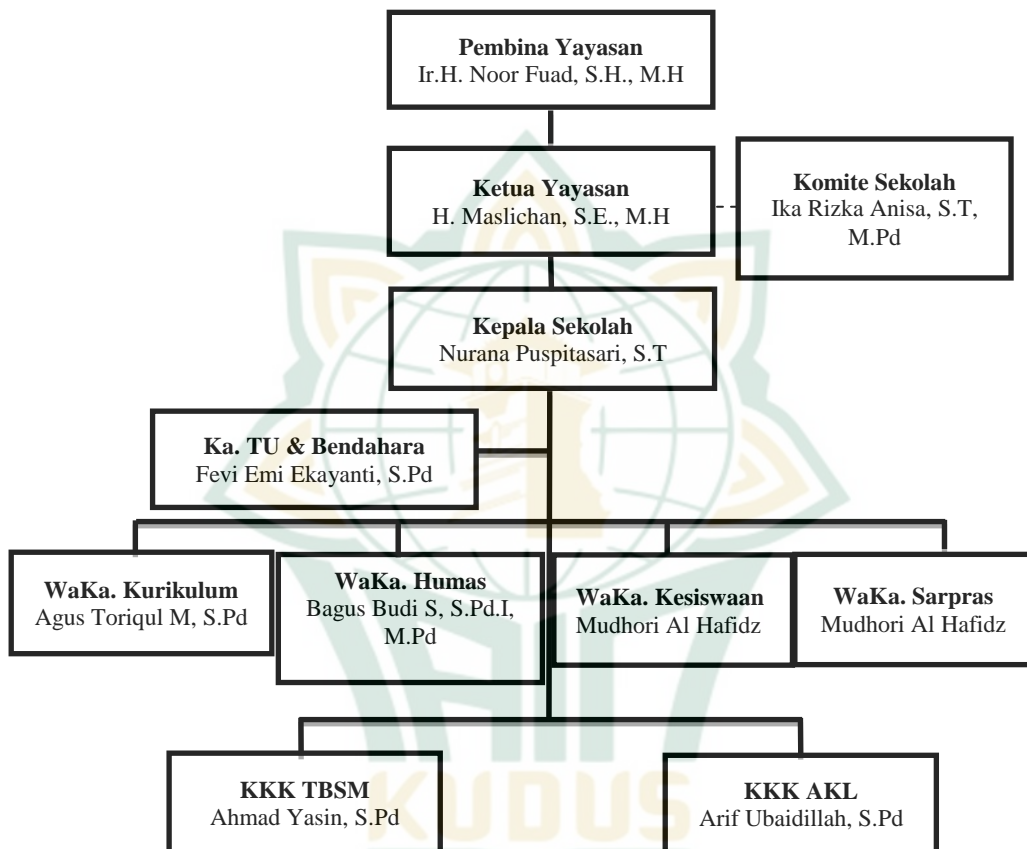 Pembina Yayasan
Ir.H. Noor Fuad, S.H., M.H
Ketua Yayasan
H. Maslichan, S.E., M.H
Komite Sekolah
Ika Rizka Anisa, S.T,
M.Pd
Kepala Sekolah
Nurana Puspitasari, S.T
Ka. TU & Bendahara
Fevi Emi Ekayanti, S.Pd
WaKa. Kurikulum
Agus Toriqul M, S.Pd
WaKa. Humas
Bagus Budi S, S.Pd.I,
M.Pd
WaKa. Kesiswaan
Mudhori Al Hafidz
WaKa. Sarpras
Mudhori Al Hafidz
KKK TBSM
Ahmad Yasin, S.Pd
KKK AKL
Arif Ubaidillah, S.Pd
KUDUS